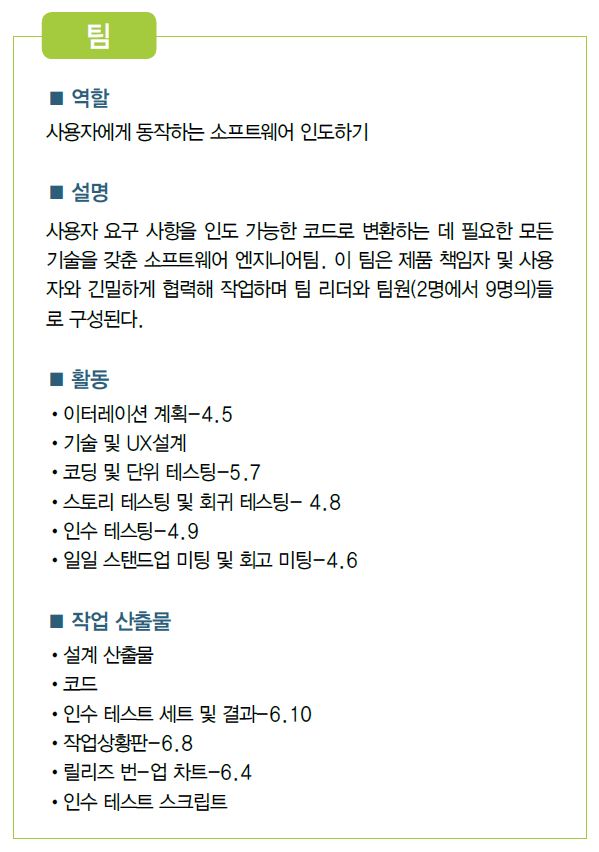 팀
■ 역할
사용자에게 동작하는 소프트웨어 인도하기
■ 설명
사용자 요구 사항을 인도 가능한 코드로 변환하는 데 필요한 모든
기술을 갖춘 소프트웨어 엔지니어팀. 이 팀은 제품 책임자 및 사용
자와 긴밀하게 협력해 작업하며 팀 리더와 팀원(2명에서 9명의)들
로 구성된다.
■ 활동
• 이터레이션 계획-4.5
• 기술 및 UX설계
• 코딩 및 단위 테스팅-5.7
• 스토리 테스팅 및 회귀 테스팅- 4.8
• 인수 테스팅-4.9
• 일일 스탠드업 미팅 및 회고 미팅-4.6
■ 작업 산출물
• 설계 산출물
• 코드
• 인수 테스트 세트 및 결과-6.10
• 작업상황판-6.8
• 릴리즈 번-업 차트-6.4
• 인수 테스트 스크립트